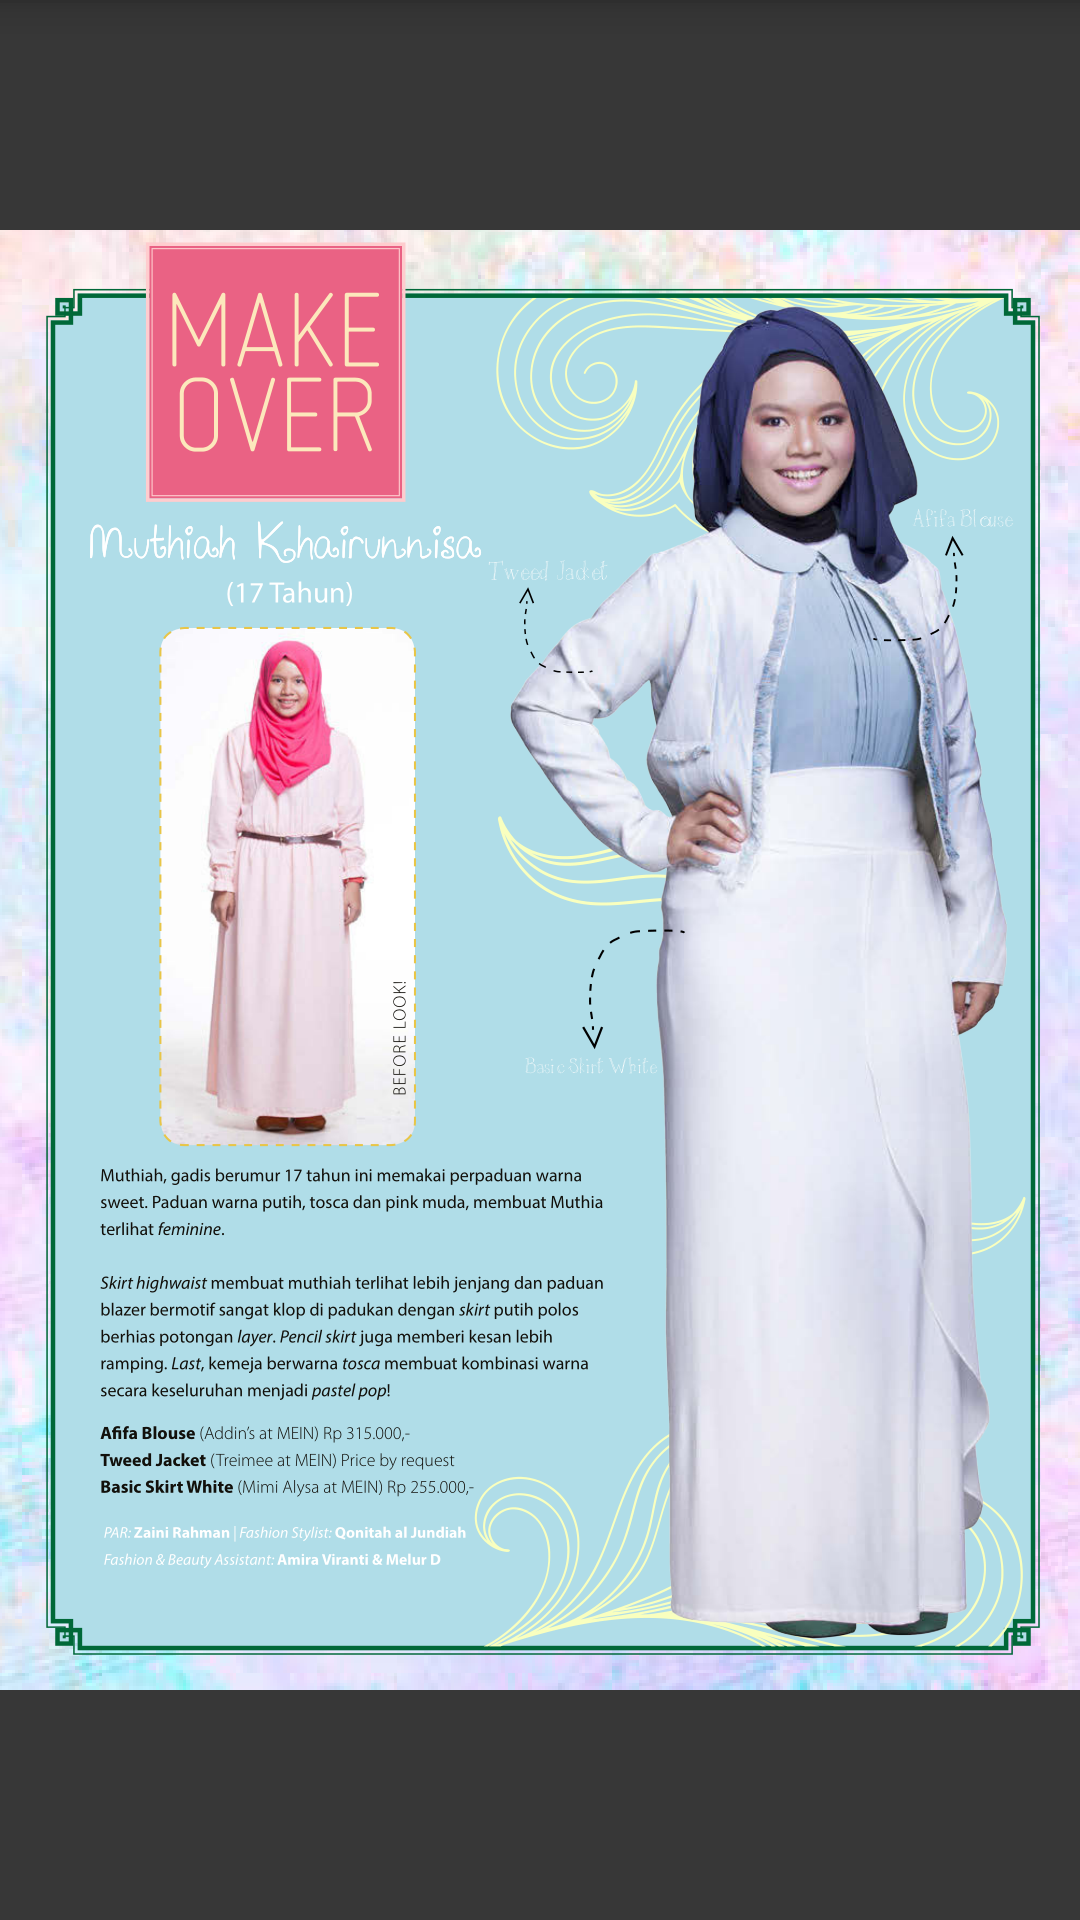 MAKE
OVER
Muthiah Khairunnisa
(17 Tahun)
Afifa Blouse
Tweed Jacket
BEFORE LOOK!
Basic Skirt White
Muthiah, gadis berumur 17 tahun ini memakai perpaduan warna
sweet. Paduan warna putih, tosca dan pink muda, membuat Muthia
terlihat feminine.
Skirt highwaist membuat muthiah terlihat lebih jenjang dan paduan
blazer bermotif sangat klop di padukan dengan skirt putih polos
berhias potongan layer. Pencil skirt juga memberi kesan lebih
ramping. Last, kemeja berwarna tosca membuat kombinasi warna
secara keseluruhan menjadi pastel pop!
Afifa Blouse (Addin's at MEIN) Rp 315.000,-
Tweed Jacket (Treimee at MEIN) Price by request
Basic Skirt White (Mimi Alysa at MEIN) Rp 255.000,-
PAR: Zaini Rahman | Fashion Stylist: Qonitah al Jundiah
Fashion & Beauty Assistant: Amira Viranti & Melur D